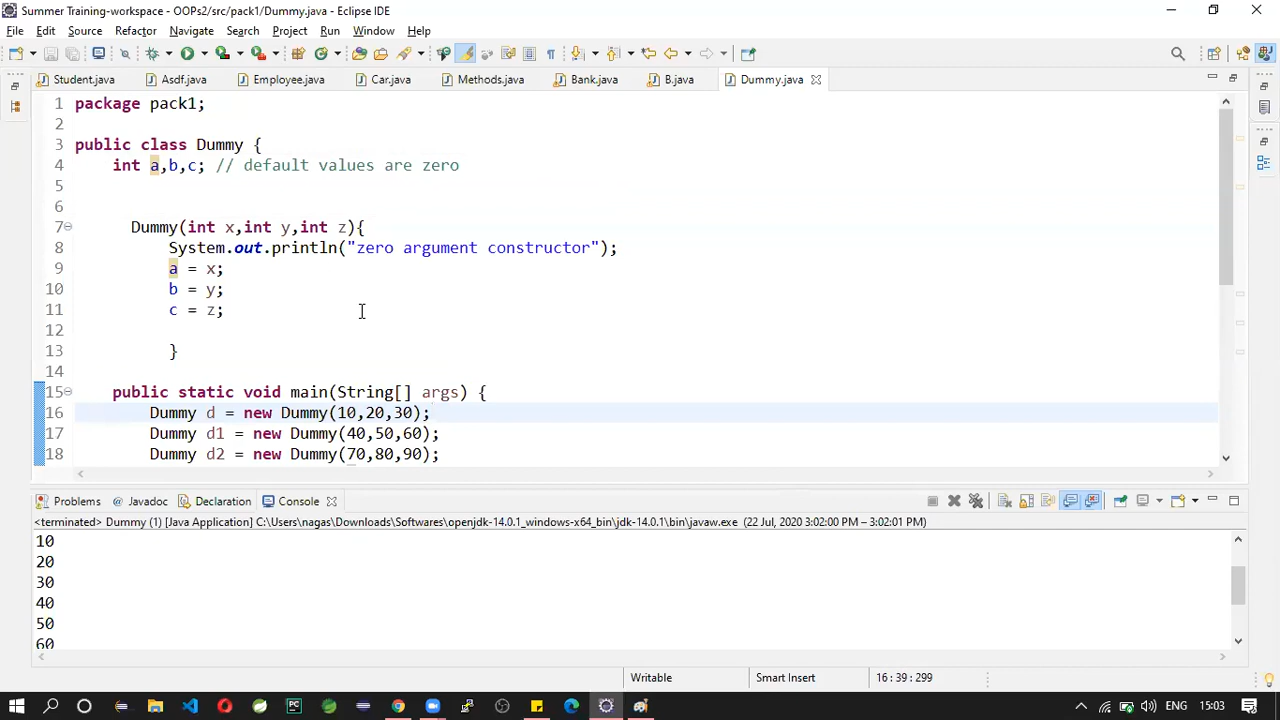 Summer Training-workspace - OOPs2/src/pack1/Dummy.java - Eclipse IDE
File Edit Source Refactor Navigate Search Project Run Window Help
Student.java Asdf.java Employee.java Car.java Methods.java Bank.java B.java Dummy.java
1 package pack1;
2
3 public class Dummy {
4 int a,b,c; // default values are zero
5
6
7 Dummy(int x,int y,int z){
8 System.out.println("zero argument constructor");
9 a = x;
10 b = y;
11 c = z;
12
13 }
14
15 public static void main(String[] args) {
16 Dummy d = new Dummy(10,20,30);
17 Dummy d1 = new Dummy(40,50,60);
18 Dummy d2 = new Dummy(70,80,90);
Problems @ Javadoc Declaration Console
<terminated> Dummy (1) [Java Application] C:\Users\nagas\Downloads\Softwares\openjdk-14.0.1_windows-x64_bin\jdk-14.0.1\bin\javaw.exe (22 Jul, 2020 3:02:00 PM – 3:02:01 PM)
10
20
30
40
50
60
Writable Smart Insert 16 : 39 : 299
ENG 15:03